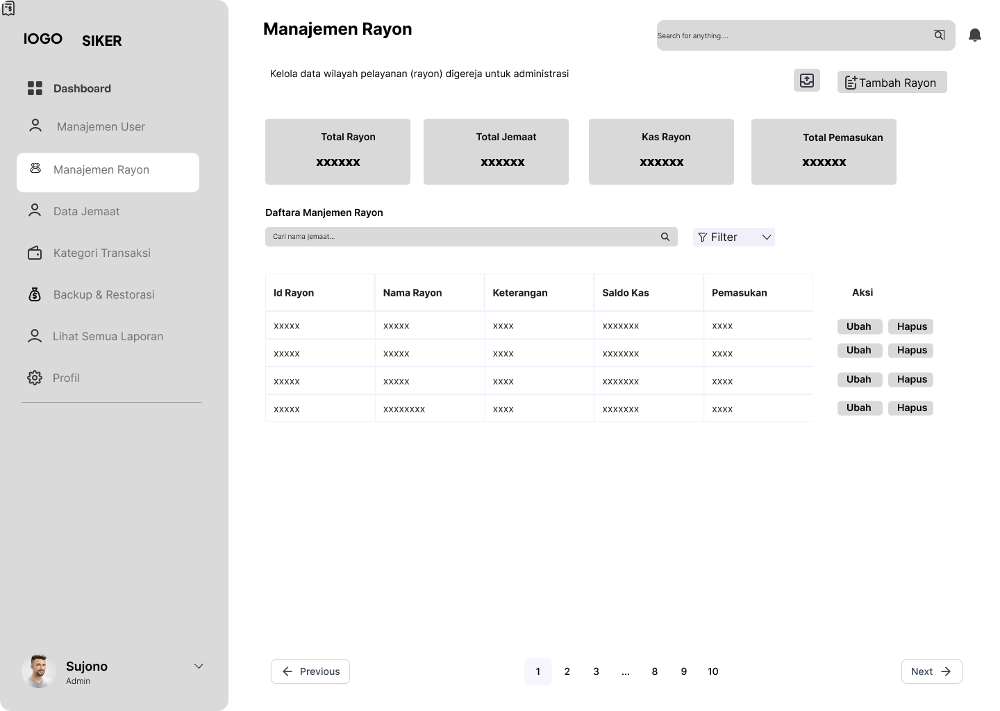 lOGO SIKER
Dashboard
Manajemen User
Manajemen Rayon
Data Jemaat
Kategori Transaksi
Backup & Restorasi
Lihat Semua Laporan
Profil
Sujono
Admin
Manajemen Rayon
Search for anything....
Kelola data wilayah pelayanan (rayon) digereja untuk administrasi
Tambah Rayon
Total Rayon
xxxxxx
Total Jemaat
xxxxxx
Kas Rayon
xxxxxx
Total Pemasukan
xxxxxx
Daftara Manjemen Rayon
Cari nama jemaat...
Filter
Id Rayon Nama Rayon Keterangan Saldo Kas Pemasukan Aksi
xxxxx xxxxx xxxx xxxxxxx xxxx Ubah Hapus
xxxxx xxxxx xxxx xxxxxxx xxxx Ubah Hapus
xxxxx xxxxx xxxx xxxxxxx xxxx Ubah Hapus
xxxxx xxxxxxxx xxxx xxxxxxx xxxx Ubah Hapus
Previous 1 2 3 ... 8 9 10 Next